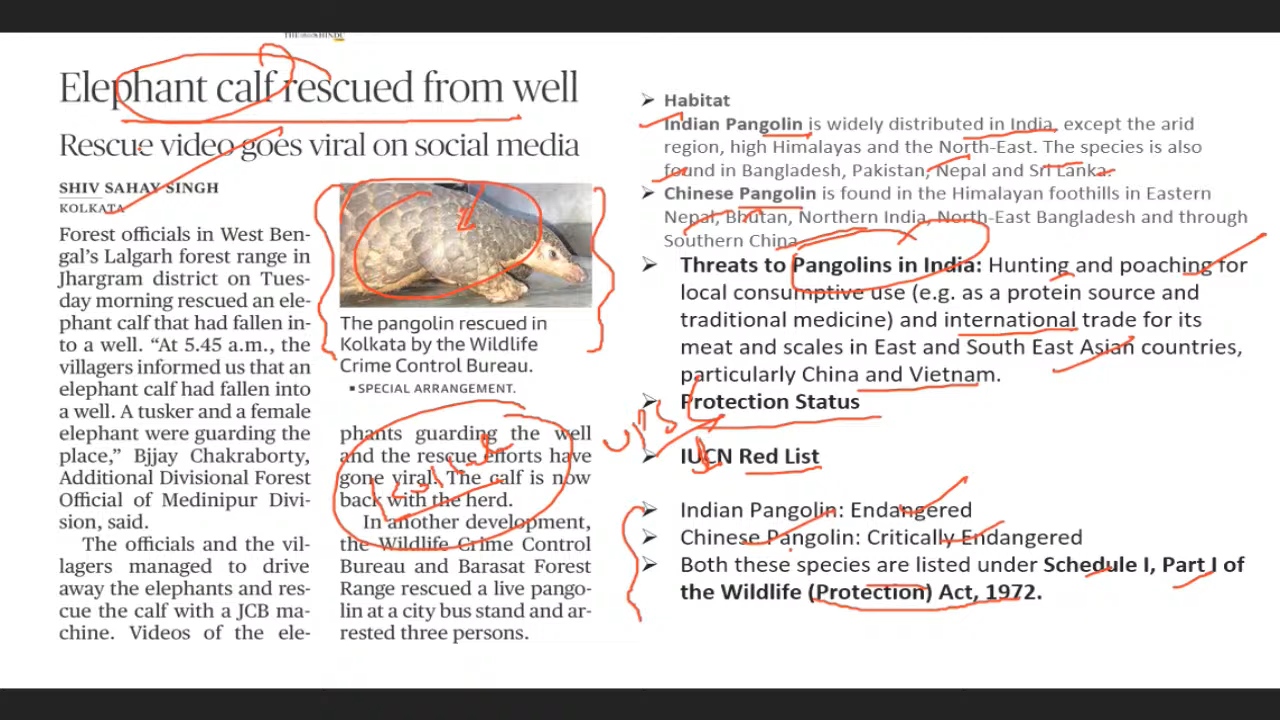 THE HINDU
Elephant calf rescued from well
Rescue video goes viral on social media
SHIV SAHAY SINGH
KOLKATA
Forest officials in West Ben-
gal's Lalgarh forest range in
Jhargram district on Tues-
day morning rescued an ele-
phant calf that had fallen in-
to a well. “At 5.45 a.m., the
villagers informed us that an
elephant calf had fallen into
a well. A tusker and a female
elephant were guarding the
place,” Bjjay Chakraborty,
Additional Divisional Forest
Official of Medinipur Divi-
sion, said.
The officials and the vil-
lagers managed to drive
away the elephants and res-
cue the calf with a JCB ma-
chine. Videos of the ele-
The pangolin rescued in
Kolkata by the Wildlife
Crime Control Bureau.
▪ SPECIAL ARRANGEMENT.
phants guarding the well
and the rescue efforts have
gone viral. The calf is now
back with the herd.
In another development,
the Wildlife Crime Control
Bureau and Barasat Forest
Range rescued a live pango-
lin at a city bus stand and ar-
rested three persons.
UPSC
➢ Habitat
Indian Pangolin is widely distributed in India, except the arid
region, high Himalayas and the North-East. The species is also
found in Bangladesh, Pakistan, Nepal and Sri Lanka.
➢ Chinese Pangolin is found in the Himalayan foothills in Eastern
Nepal, Bhutan, Northern India, North-East Bangladesh and through
Southern China.
➢ Threats to Pangolins in India: Hunting and poaching for
local consumptive use (e.g. as a protein source and
traditional medicine) and international trade for its
meat and scales in East and South East Asian countries,
particularly China and Vietnam.
➢ Protection Status
➢ IUCN Red List
➢ Indian Pangolin: Endangered
➢ Chinese Pangolin: Critically Endangered
➢ Both these species are listed under Schedule I, Part I of
the Wildlife (Protection) Act, 1972.